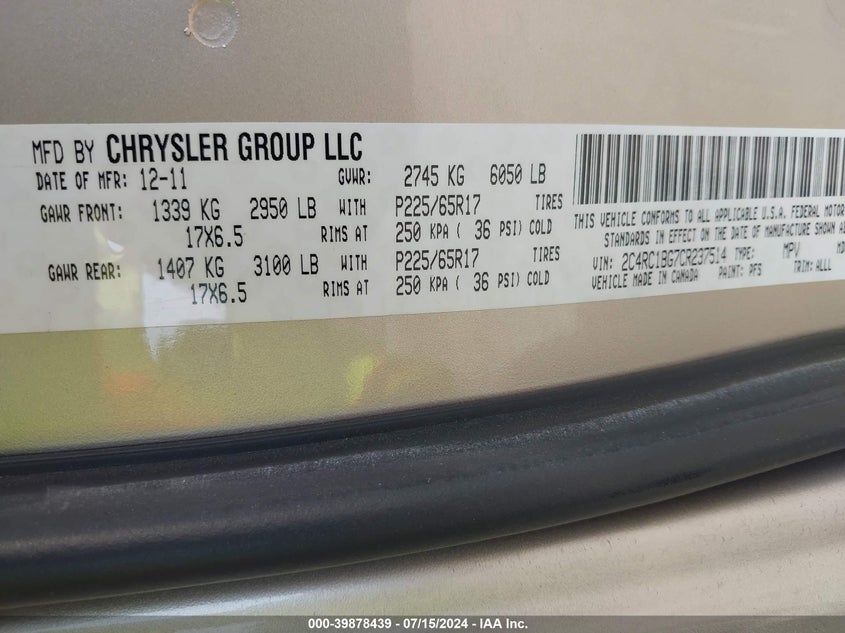 MFD BY CHRYSLER GROUP LLC
DATE OF MFR: 12-11 GVWR: 2745 KG 6050 LB
GAWR FRONT: 1339 KG 2950 LB WITH P225/65R17 TIRES
17X6.5 RIMS AT 250 KPA ( 36 PSI) COLD
GAWR REAR: 1407 KG 3100 LB WITH P225/65R17 TIRES
17X6.5 RIMS AT 250 KPA ( 36 PSI) COLD
THIS VEHICLE CONFORMS TO ALL APPLICABLE U.S.A. FEDERAL MOTOR
STANDARDS IN EFFECT ON THE DATE OF MANUFACTURE SHOWN
VIN: 2C4RC1BG7CR237514 TYPE: MPV
VEHICLE MADE IN CANADA PAINT: PFS TRIM: ALLL
000-39878439 - 07/15/2024 - IAA Inc.